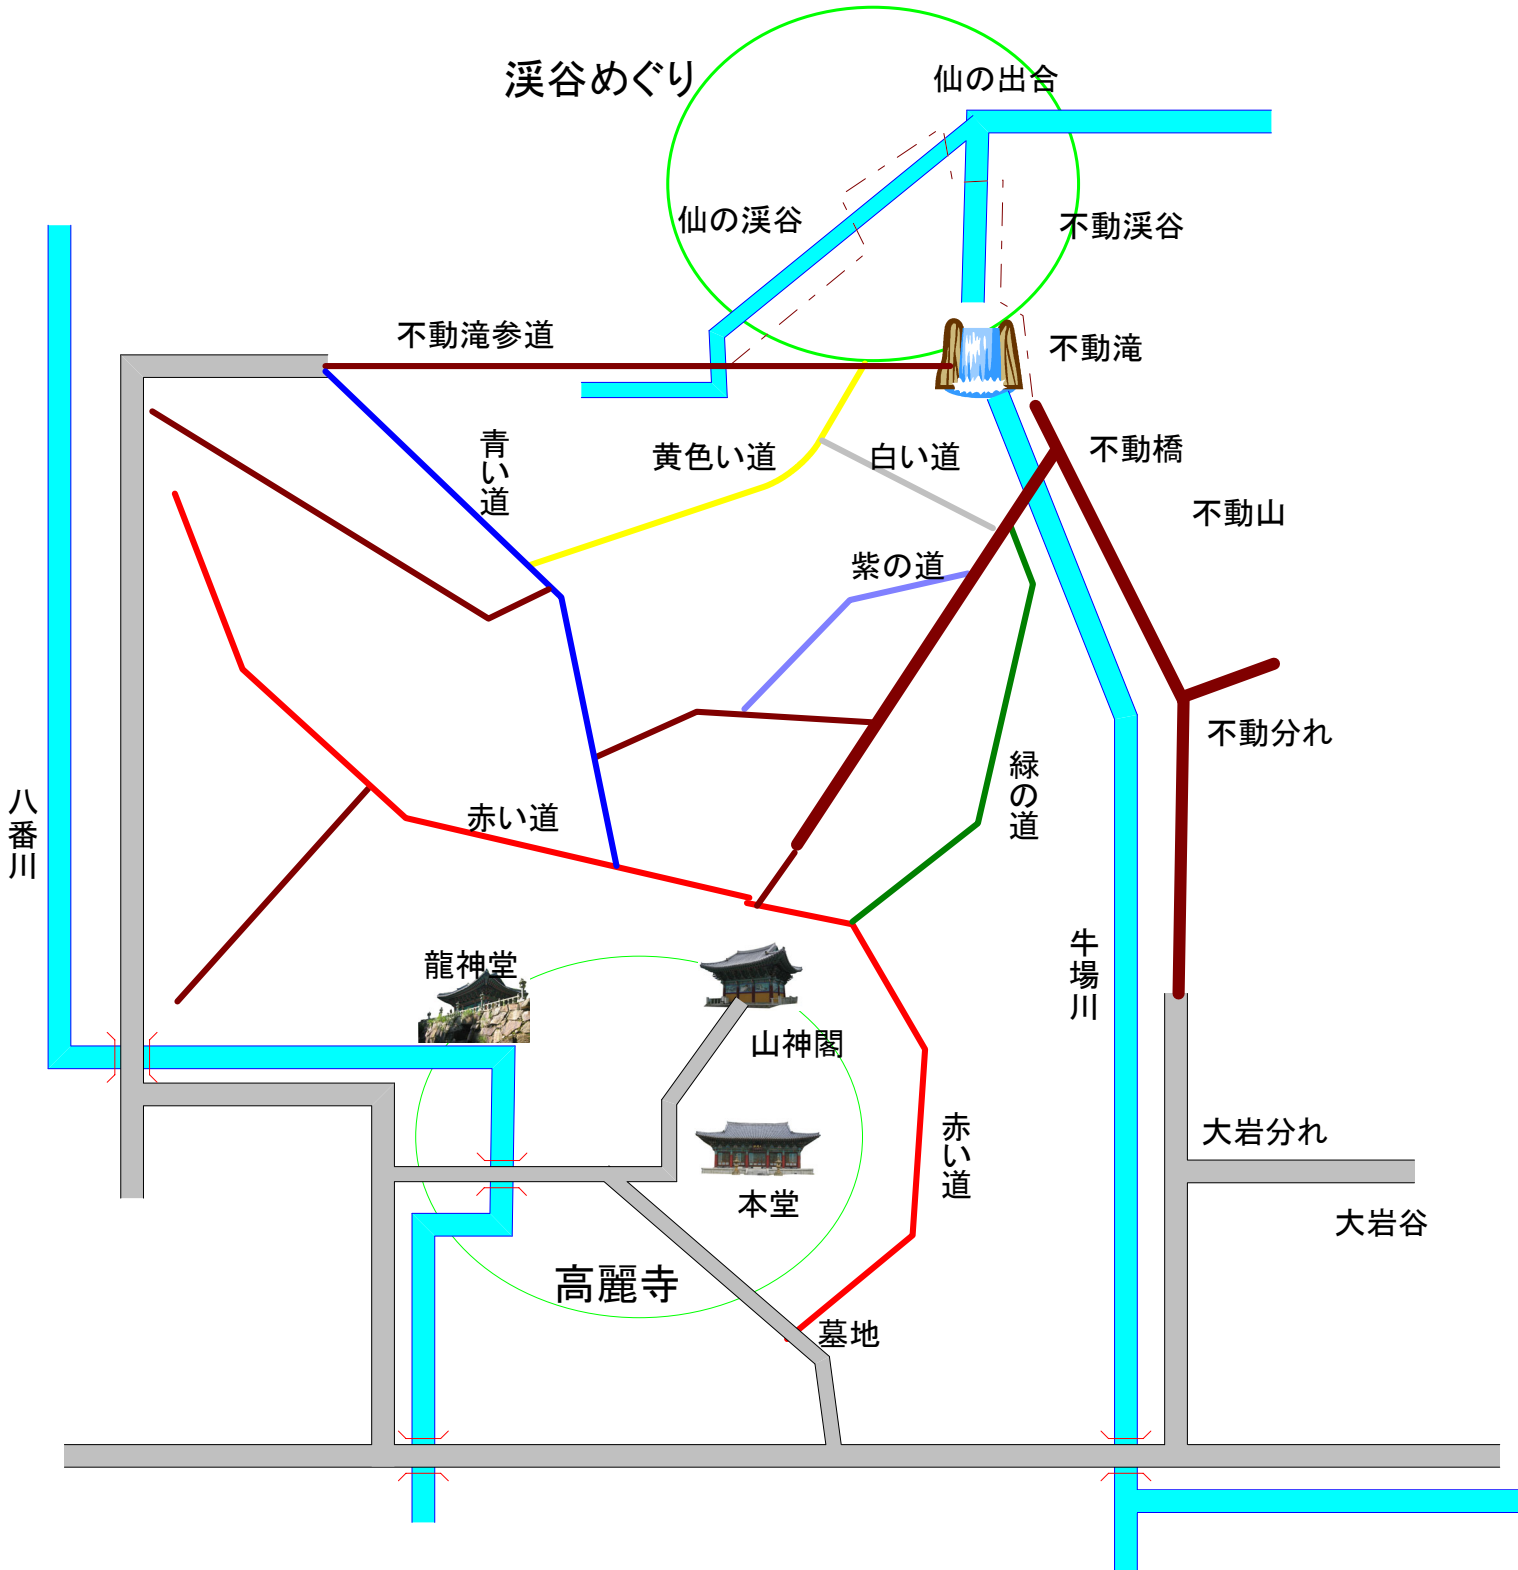 渓谷めぐり
仙の出合
仙の渓谷
不動渓谷
不動滝参道
不動滝
青い道
黄色い道
白い道
不動橋
不動山
紫の道
不動分れ
緑の道
八番川
赤い道
牛場川
龍神堂
山神閣
赤い道
大岩分れ
本堂
大岩谷
高麗寺
墓地